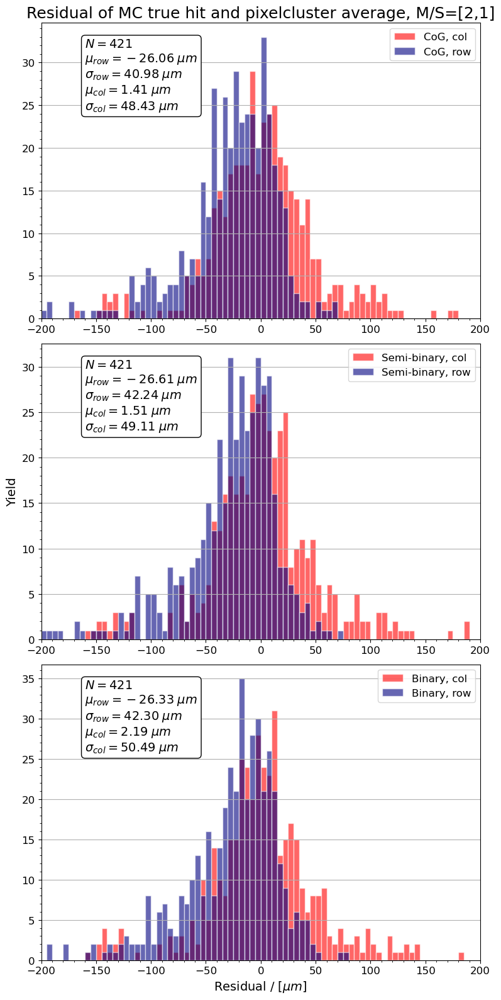 Residual of MC true hit and pixelcluster average, M/S=[2,1]
N = 421
μrow = −26.06 μm
σrow = 40.98 μm
μcol = 1.41 μm
σcol = 48.43 μm
CoG, col
CoG, row
30
25
20
15
10
5
0
−200 −150 −100 −50 0 50 100 150 200
N = 421
μrow = −26.61 μm
σrow = 42.24 μm
μcol = 1.51 μm
σcol = 49.11 μm
Semi-binary, col
Semi-binary, row
Yield
30
25
20
15
10
5
0
−200 −150 −100 −50 0 50 100 150 200
N = 421
μrow = −26.33 μm
σrow = 42.30 μm
μcol = 2.19 μm
σcol = 50.49 μm
Binary, col
Binary, row
35
30
25
20
15
10
5
0
−200 −150 −100 −50 0 50 100 150 200
Residual / [μm]